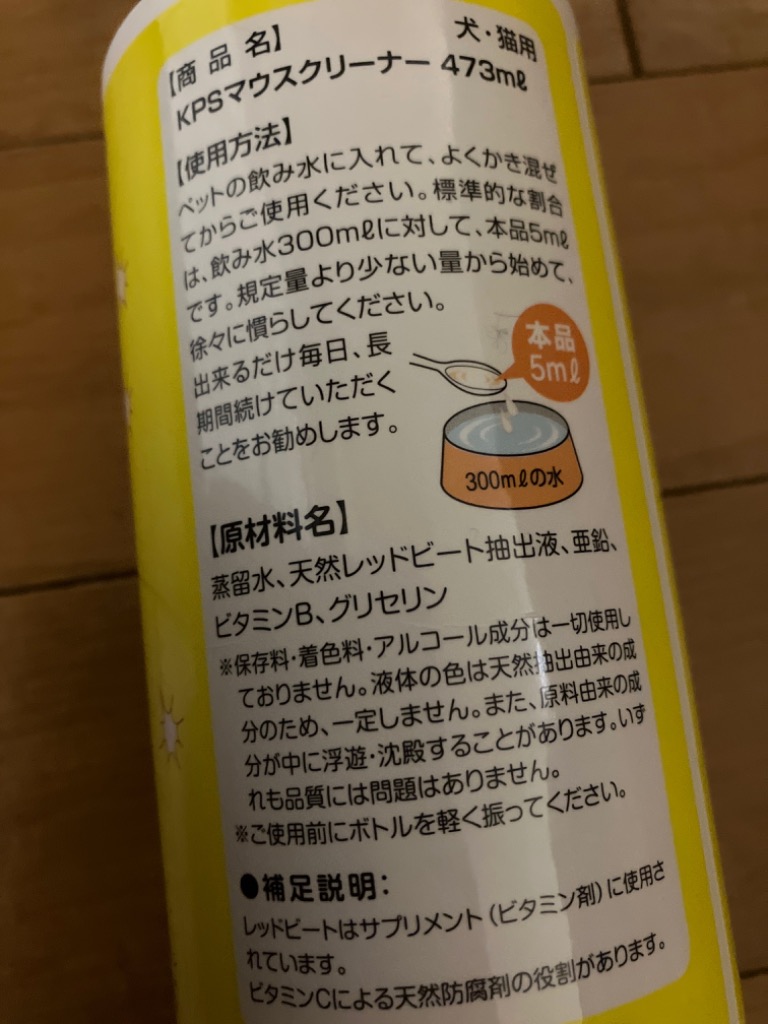 【商品名】 犬・猫用
KPSマウスクリーナー 473mℓ
【使用方法】
ペットの飲み水に入れて、よくかき混ぜ
てからご使用ください。標準的な割合
は、飲み水300mℓに対して、本品5mℓ
です。規定量より少ない量から始めて、
徐々に慣らしてください。
出来るだけ毎日、長
期間続けていただく
ことをお勧めします。
本品
5mℓ
300mℓの水
【原材料名】
蒸留水、天然レッドビート抽出液、亜鉛、
ビタミンB、グリセリン
※保存料・着色料・アルコール成分は一切使用し
ておりません。液体の色は天然抽出由来の成
分のため、一定しません。また、原料由来の成
分が中に浮遊・沈殿することがあります。いず
れも品質には問題はありません。
※ご使用前にボトルを軽く振ってください。
●補足説明：
レッドビートはサプリメント（ビタミン剤）に使用さ
れています。
ビタミンCによる天然防腐剤の役割があります。